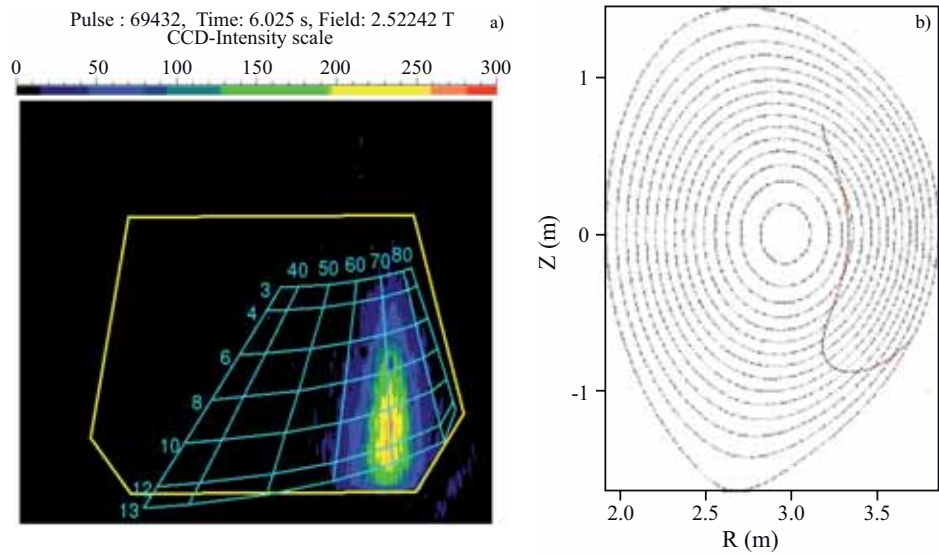 Pulse : 69432, Time: 6.025 s, Field: 2.52242 T a)
CCD-Intensity scale
0 50 100 150 200 250 300
40 50 60 70 80
3
4
6
8
10
12
13
b)
1
0
-1
Z (m)
2.0 2.5 3.0 3.5
R (m)